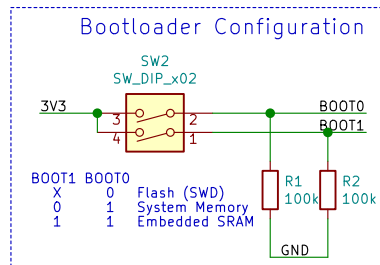 Bootloader Configuration
SW2
SW_DIP_x02
3V3
3
2
BOOT0
4
1
BOOT1
BOOT1 BOOT0
X 0 Flash (SWD)
0 1 System Memory
1 1 Embedded SRAM
R1
100k
R2
100k
GND